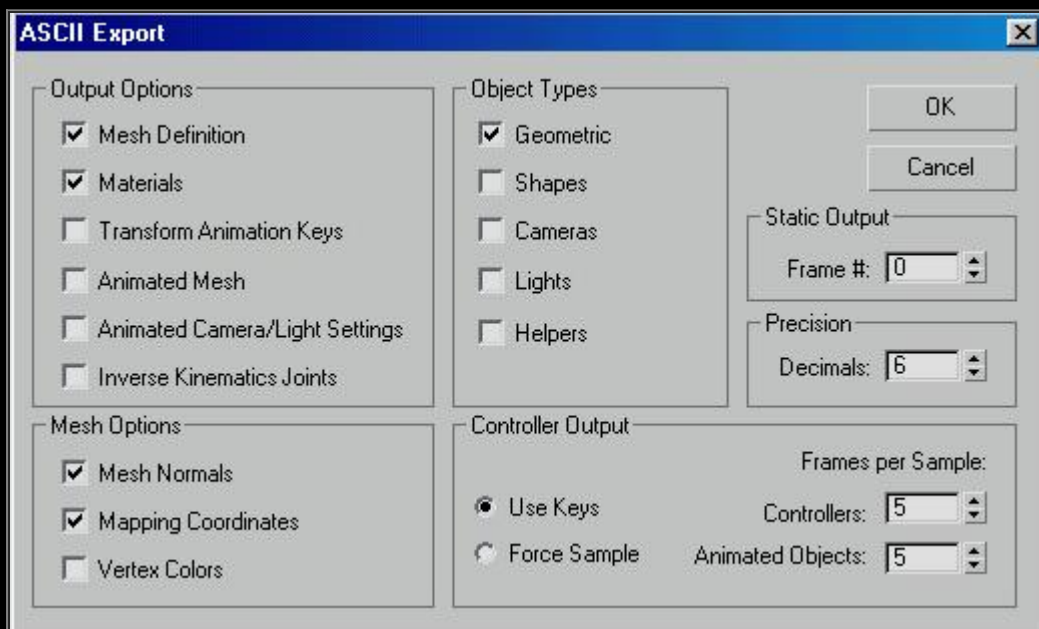 ASCII Export
Output Options
Mesh Definition
Materials
Transform Animation Keys
Animated Mesh
Animated Camera/Light Settings
Inverse Kinematics Joints
Object Types
Geometric
Shapes
Cameras
Lights
Helpers
OK
Cancel
Static Output
Frame #: 0
Precision
Decimals: 6
Mesh Options
Mesh Normals
Mapping Coordinates
Vertex Colors
Controller Output
Use Keys
Force Sample
Frames per Sample:
Controllers: 5
Animated Objects: 5